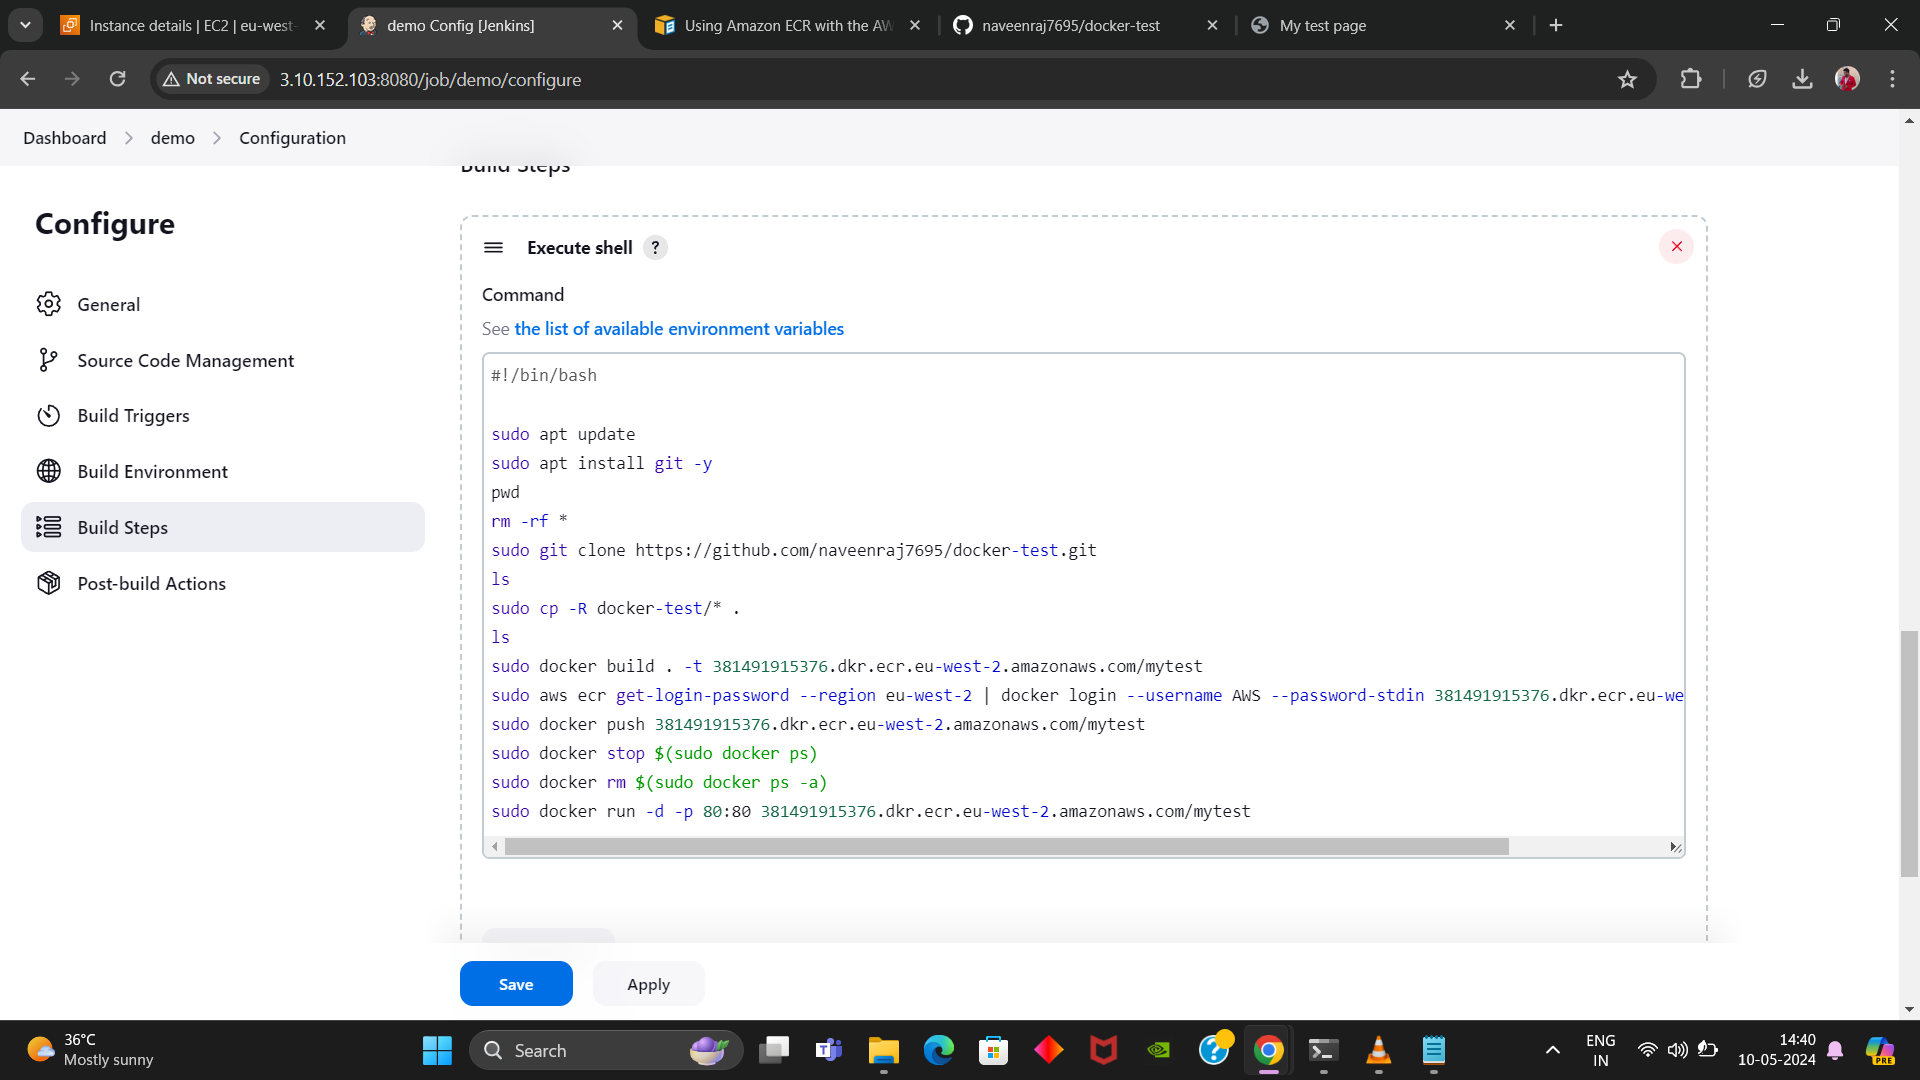 Instance details | EC2 | eu-west-
demo Config [Jenkins]
Using Amazon ECR with the AW
naveenraj7695/docker-test
My test page
Not secure
3.10.152.103:8080/job/demo/configure
Dashboard
demo
Configuration
Build Steps
Configure
General
Source Code Management
Build Triggers
Build Environment
Build Steps
Post-build Actions
Execute shell
?
Command
See the list of available environment variables
#!/bin/bash
sudo apt update
sudo apt install git -y
pwd
rm -rf *
sudo git clone https://github.com/naveenraj7695/docker-test.git
ls
sudo cp -R docker-test/* .
ls
sudo docker build . -t 381491915376.dkr.ecr.eu-west-2.amazonaws.com/mytest
sudo aws ecr get-login-password --region eu-west-2 | docker login --username AWS --password-stdin 381491915376.dkr.ecr.eu-we
sudo docker push 381491915376.dkr.ecr.eu-west-2.amazonaws.com/mytest
sudo docker stop $(sudo docker ps)
sudo docker rm $(sudo docker ps -a)
sudo docker run -d -p 80:80 381491915376.dkr.ecr.eu-west-2.amazonaws.com/mytest
Save
Apply
36°C
Mostly sunny
Search
ENG
IN
14:40
10-05-2024
PRE